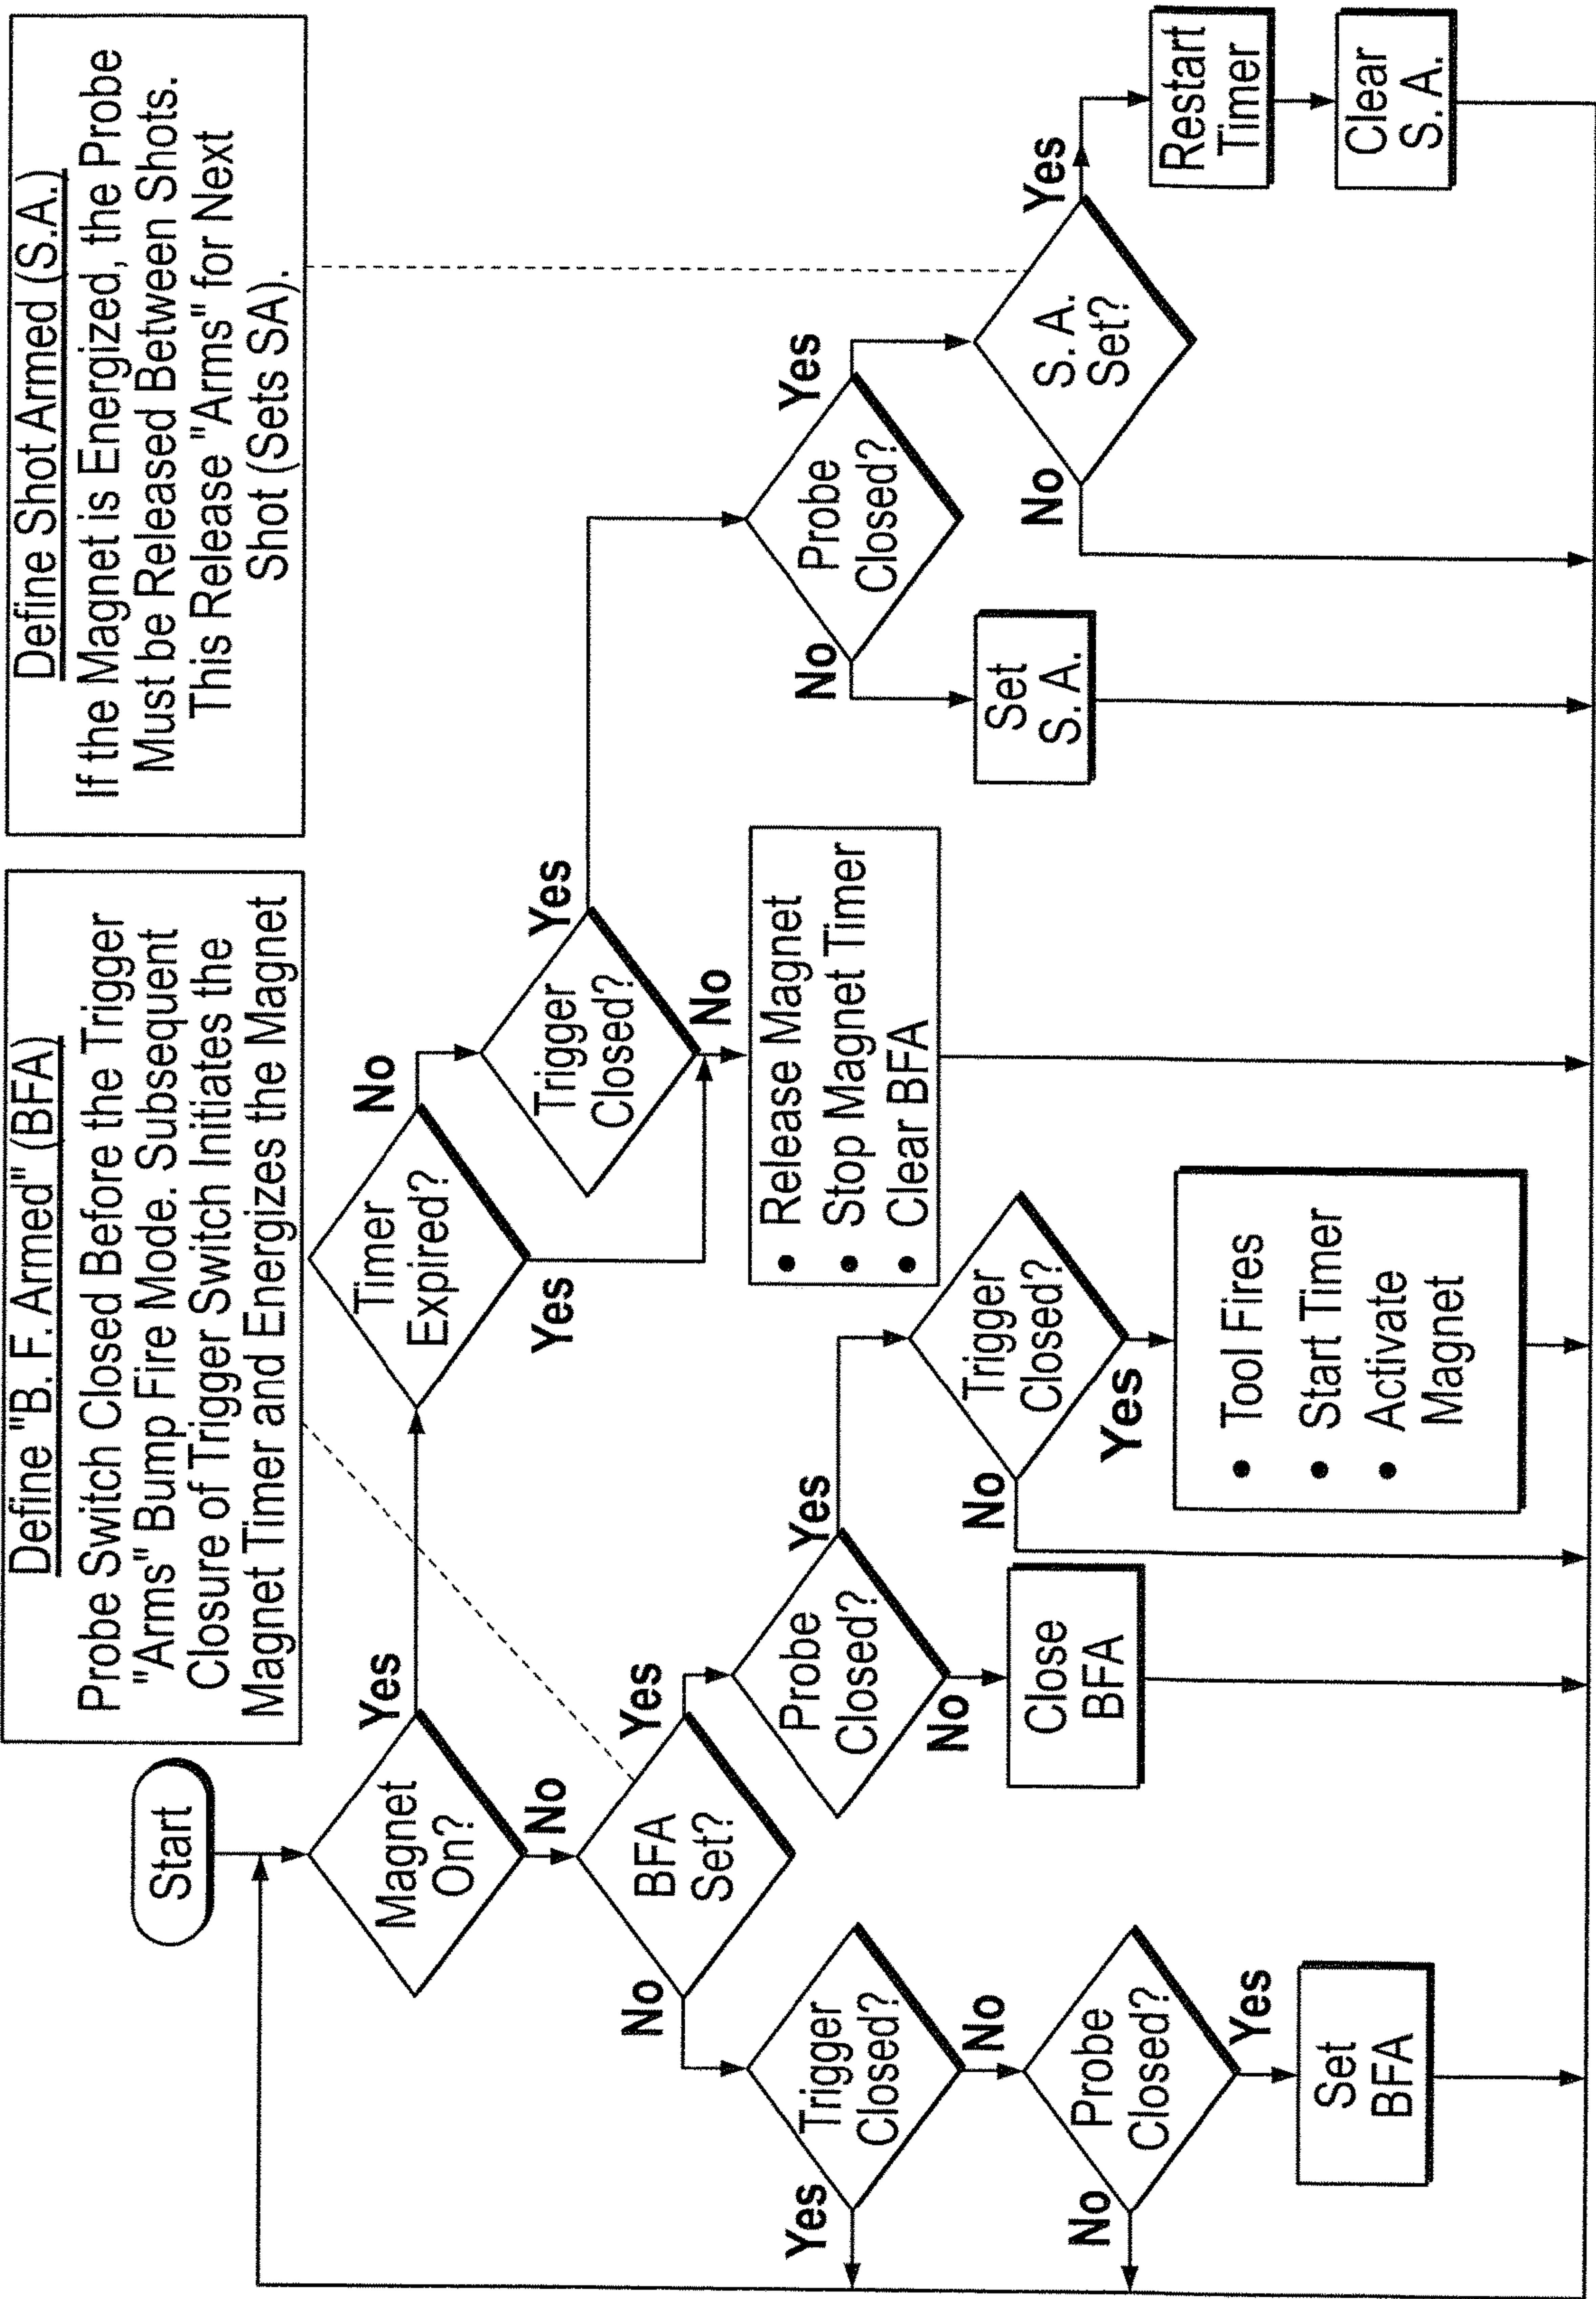 Start
Define "B. F. Armed" (BFA)
Probe Switch Closed Before the Trigger
"Arms" Bump Fire Mode. Subsequent
Closure of Trigger Switch Initiates the
Magnet Timer and Energizes the Magnet
Define Shot Armed (S.A.)
If the Magnet is Energized, the Probe
Must be Released Between Shots.
This Release "Arms" for Next
Shot (Sets SA).
Magnet
On?
Yes
No
Timer
Expired?
No
Yes
BFA
Set?
Yes
No
Trigger
Closed?
Yes
No
Trigger
Closed?
Yes
No
Probe
Closed?
Yes
No
• Release Magnet
• Stop Magnet Timer
• Clear BFA
Probe
Closed?
Yes
No
Probe
Closed?
No
Yes
Close
BFA
Trigger
Closed?
No
Yes
Set
S. A.
S. A.
Set?
Yes
No
Set
BFA
• Tool Fires
• Start Timer
• Activate
Magnet
Restart
Timer
Clear
S. A.